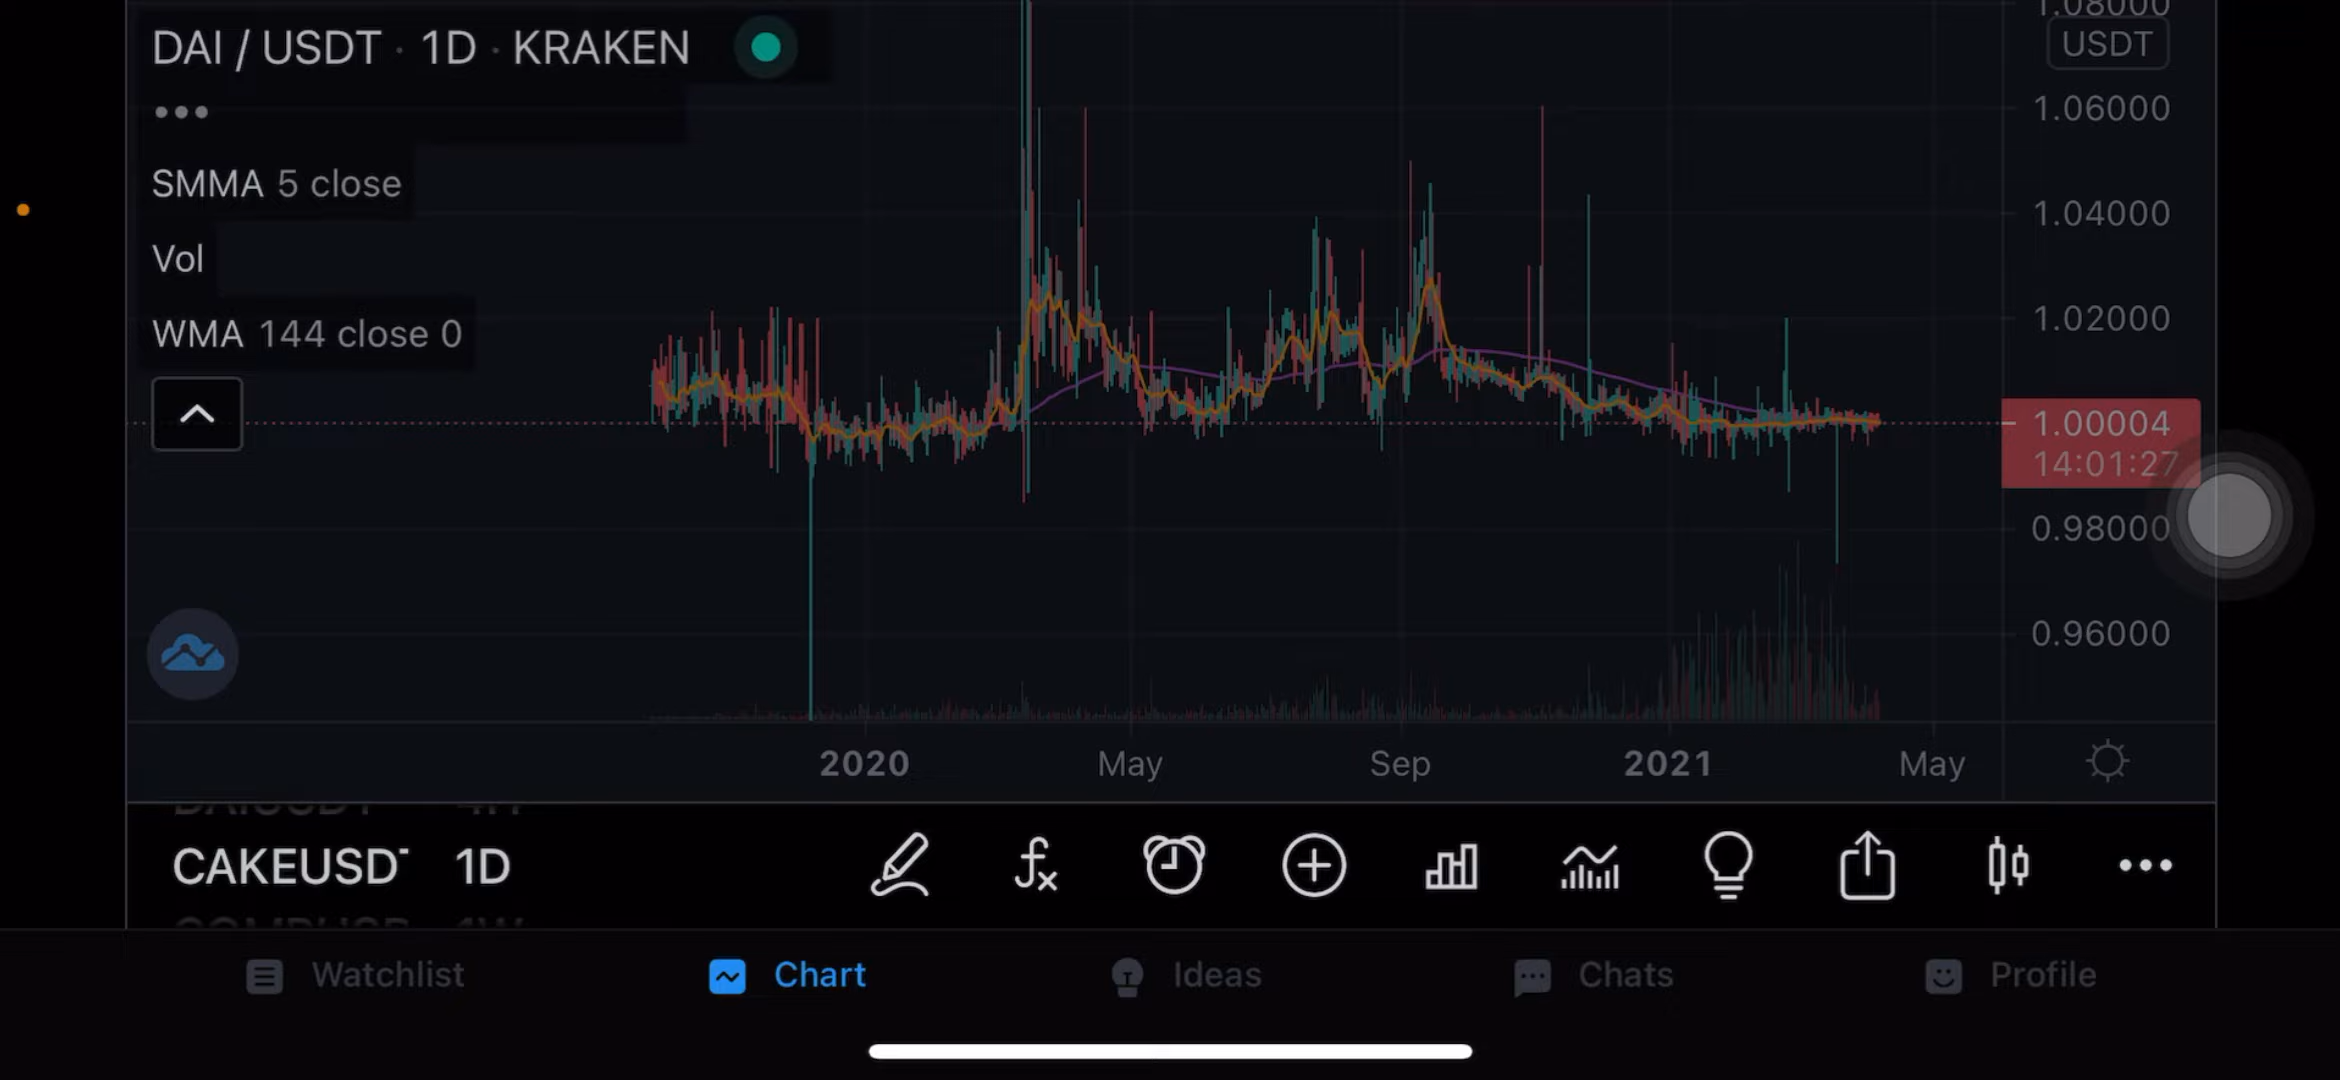 1.08000
DAI / USDT · 1D · KRAKEN
USDT
1.06000
SMMA 5 close
1.04000
Vol
WMA 144 close 0
1.02000
1.00004
14:01:27
0.98000
0.96000
2020 May Sep 2021 May
CAKEUSD 1D
Watchlist Chart Ideas Chats Profile